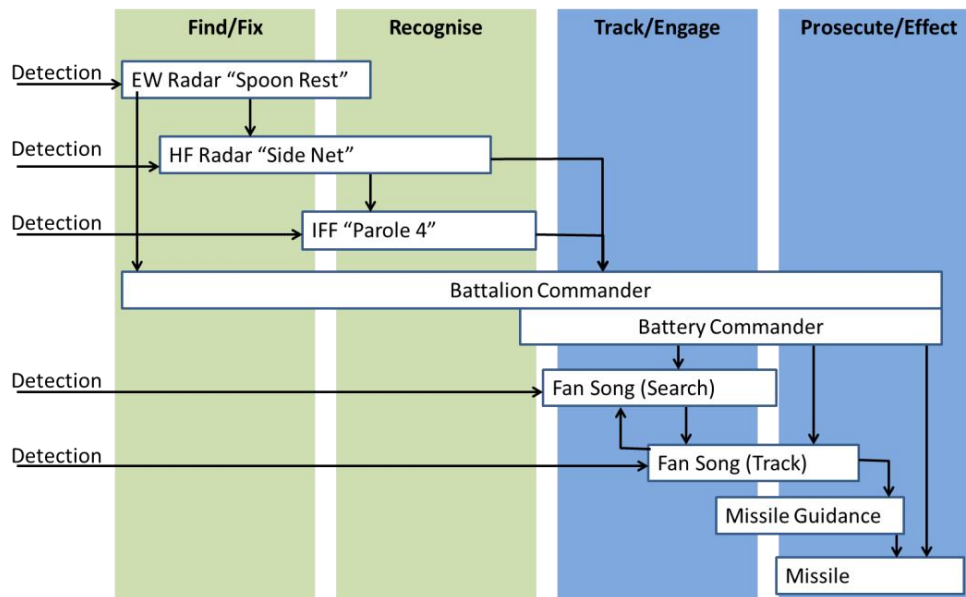 Find/Fix
Recognise
Track/Engage
Prosecute/Effect
Detection
EW Radar “Spoon Rest”
Detection
HF Radar “Side Net”
Detection
IFF “Parole 4”
Battalion Commander
Battery Commander
Detection
Fan Song (Search)
Detection
Fan Song (Track)
Missile Guidance
Missile